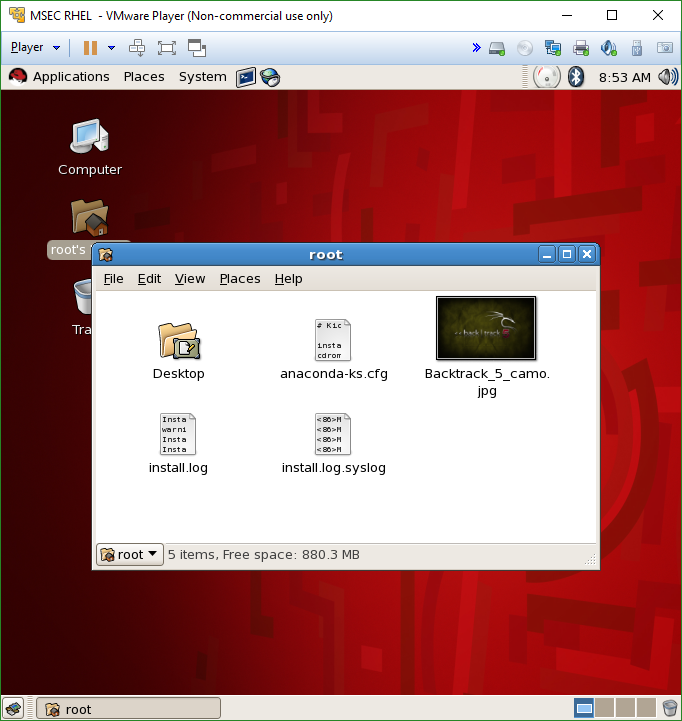 MSEC RHEL - VMware Player (Non-commercial use only)
Player
Applications Places System
8:53 AM
Computer
root's
Tra
root
File Edit View Places Help
# Kic
insta
cdrom
Desktop
anaconda-ks.cfg
<< back | track
Backtrack_5_camo.
jpg
Insta
warni
Insta
Insta
<86>M
<86>M
<86>M
<86>M
install.log
install.log.syslog
root
5 items, Free space: 880.3 MB
root